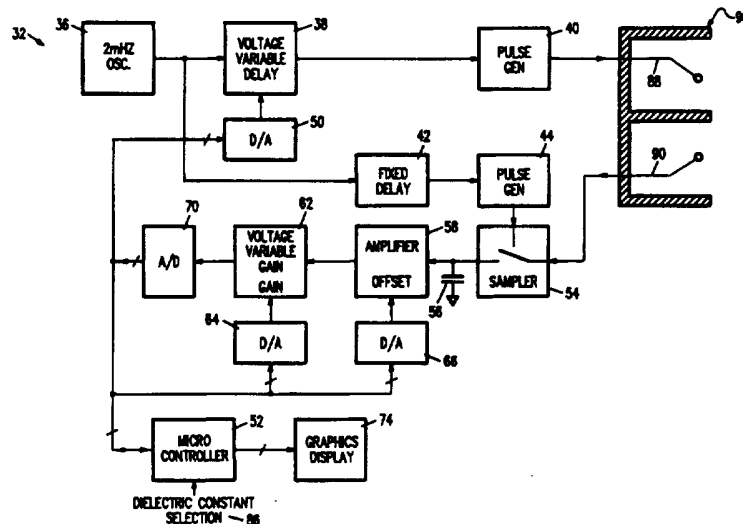 32
36
2mHZ
OSC.
38
VOLTAGE
VARIABLE
DELAY
40
PULSE
GEN
88
D/A
50
42
FIXED
DELAY
44
PULSE
GEN
90
70
A/D
62
VOLTAGE
VARIABLE
GAIN
GAIN
58
AMPLIFIER
OFFSET
56
SAMPLER
54
64
D/A
D/A
66
52
MICRO
CONTROLLER
74
GRAPHICS
DISPLAY
DIELECTRIC CONSTANT
SELECTION
86